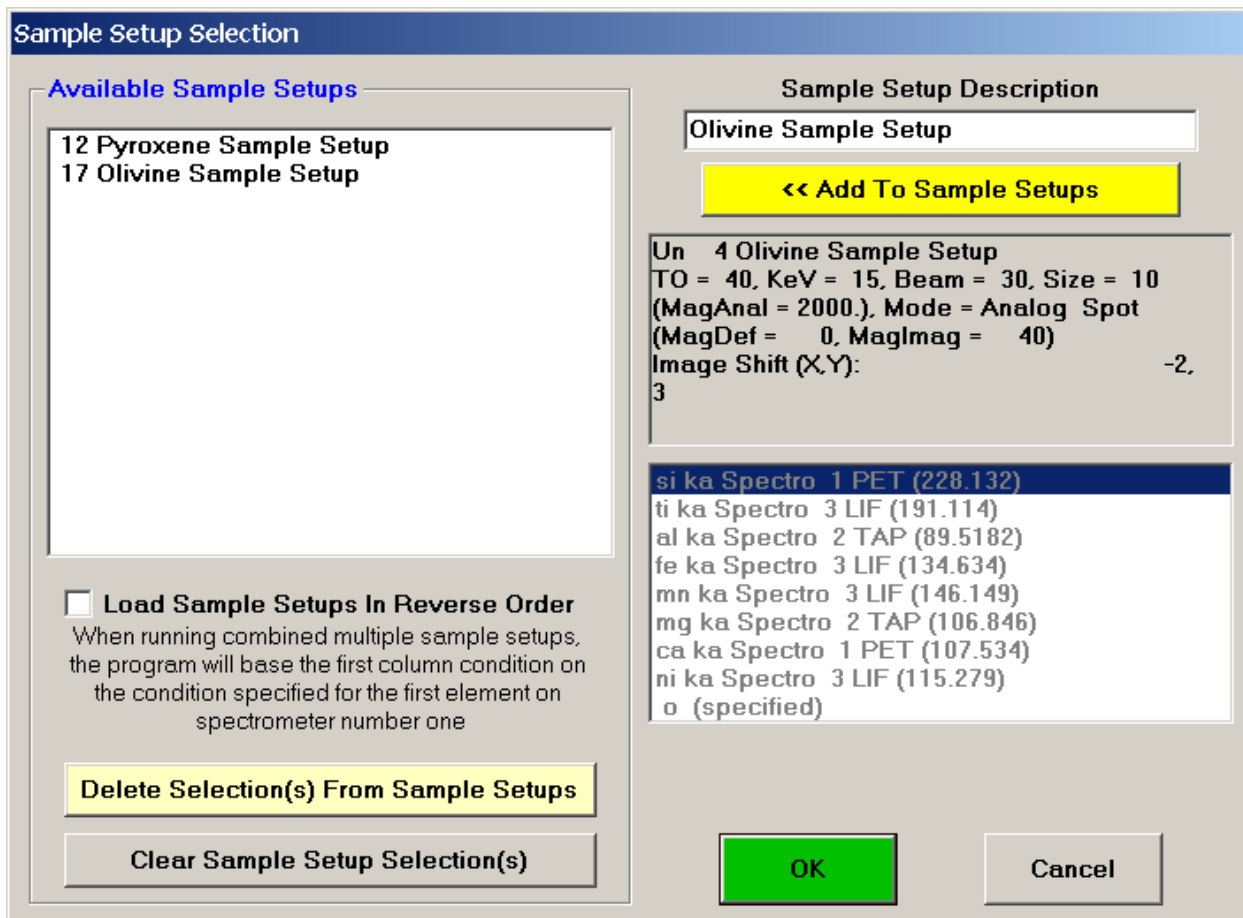 Sample Setup Selection
Available Sample Setups
12 Pyroxene Sample Setup
17 Olivine Sample Setup
Load Sample Setups In Reverse Order
When running combined multiple sample setups,
the program will base the first column condition on
the condition specified for the first element on
spectrometer number one
Delete Selection(s) From Sample Setups
Clear Sample Setup Selection(s)
Sample Setup Description
Olivine Sample Setup
<< Add To Sample Setups
Un   4 Olivine Sample Setup
TO =  40, KeV =  15, Beam =  30, Size =  10
(MagAnal = 2000.), Mode = Analog  Spot
(MagDef =      0, MagImag =     40)
Image Shift (X,Y):                                        -2,
3
si ka Spectro  1 PET (228.132)
ti ka Spectro  3 LIF (191.114)
al ka Spectro  2 TAP (89.5182)
fe ka Spectro  3 LIF (134.634)
mn ka Spectro  3 LIF (146.149)
mg ka Spectro  2 TAP (106.846)
ca ka Spectro  1 PET (107.534)
ni ka Spectro  3 LIF (115.279)
o  (specified)
OK
Cancel